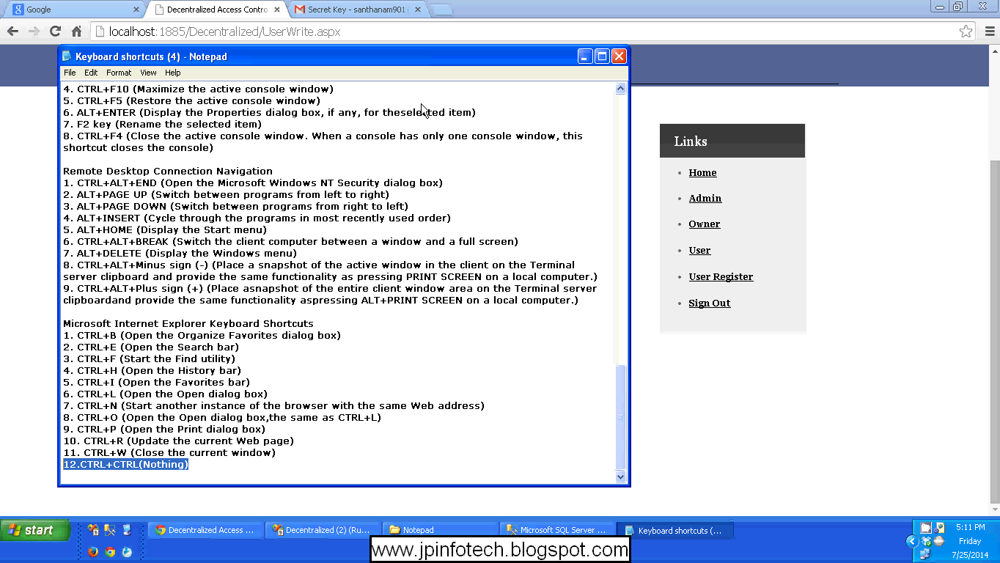 Google
Decentralized Access Contro
Secret Key - santhanam901
localhost:1885/Decentralized/UserWrite.aspx
Keyboard shortcuts (4) - Notepad
File Edit Format View Help
4. CTRL+F10 (Maximize the active console window)
5. CTRL+F5 (Restore the active console window)
6. ALT+ENTER (Display the Properties dialog box, if any, for theselected item)
7. F2 key (Rename the selected item)
8. CTRL+F4 (Close the active console window. When a console has only one console window, this
shortcut closes the console)
Remote Desktop Connection Navigation
1. CTRL+ALT+END (Open the Microsoft Windows NT Security dialog box)
2. ALT+PAGE UP (Switch between programs from left to right)
3. ALT+PAGE DOWN (Switch between programs from right to left)
4. ALT+INSERT (Cycle through the programs in most recently used order)
5. ALT+HOME (Display the Start menu)
6. CTRL+ALT+BREAK (Switch the client computer between a window and a full screen)
7. ALT+DELETE (Display the Windows menu)
8. CTRL+ALT+Minus sign (-) (Place a snapshot of the active window in the client on the Terminal
server clipboard and provide the same functionality as pressing PRINT SCREEN on a local computer.)
9. CTRL+ALT+Plus sign (+) (Place asnapshot of the entire client window area on the Terminal server
clipboardand provide the same functionality aspressing ALT+PRINT SCREEN on a local computer.)
Microsoft Internet Explorer Keyboard Shortcuts
1. CTRL+B (Open the Organize Favorites dialog box)
2. CTRL+E (Open the Search bar)
3. CTRL+F (Start the Find utility)
4. CTRL+H (Open the History bar)
5. CTRL+I (Open the Favorites bar)
6. CTRL+L (Open the Open dialog box)
7. CTRL+N (Start another instance of the browser with the same Web address)
8. CTRL+O (Open the Open dialog box,the same as CTRL+L)
9. CTRL+P (Open the Print dialog box)
10. CTRL+R (Update the current Web page)
11. CTRL+W (Close the current window)
12.CTRL+CTRL(Nothing)
Links
Home
Admin
Owner
User
User Register
Sign Out
start
Decentralized Access ...
Decentralized (2) (Ru...
Notepad
Microsoft SQL Server ...
Keyboard shortcuts (...
5:11 PM
Friday
7/25/2014
www.jpinfotech.blogspot.com